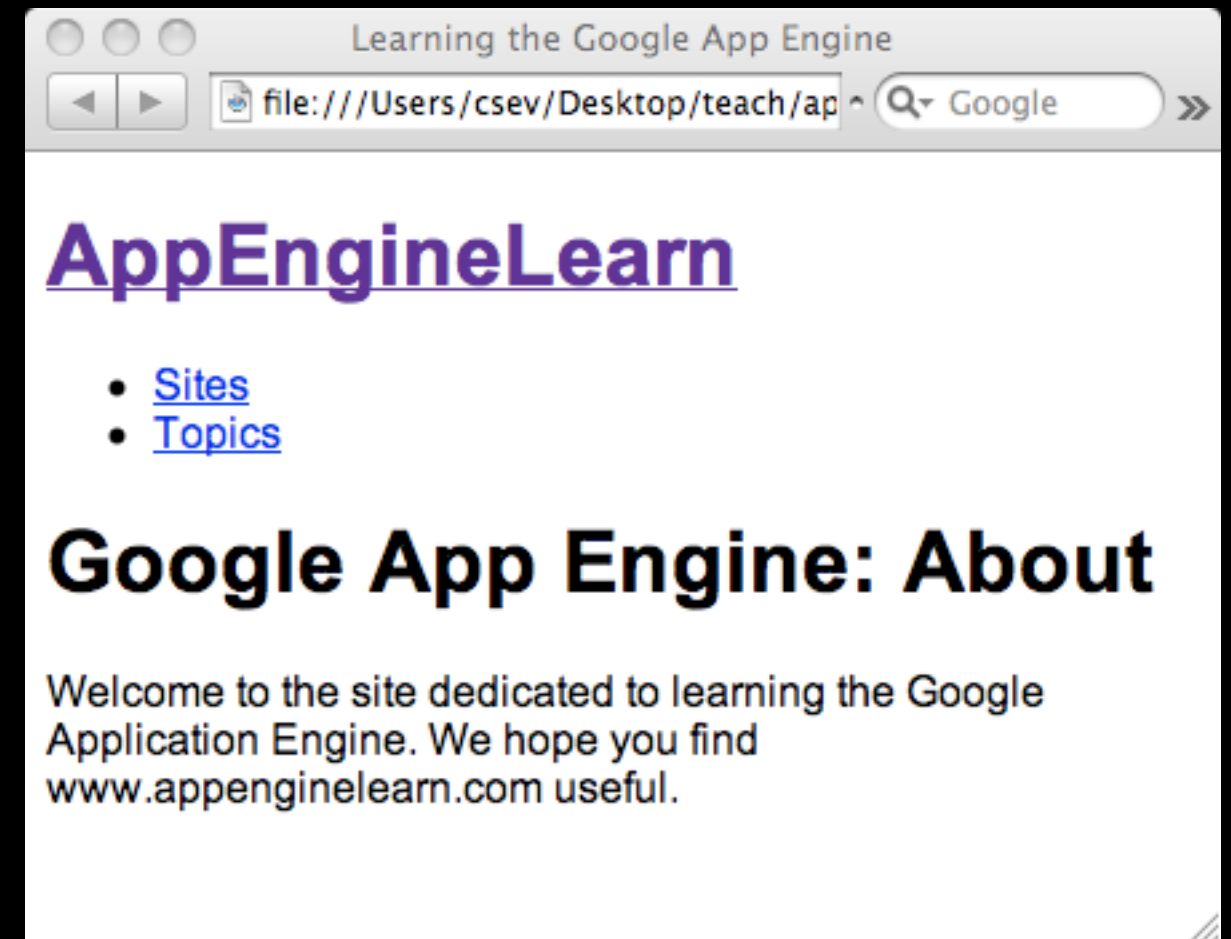 Learning the Google App Engine
file:///Users/csev/Desktop/teach/ap
Google
AppEngineLearn
Sites
Topics
Google App Engine: About
Welcome to the site dedicated to learning the Google
Application Engine. We hope you find
www.appenginelearn.com useful.